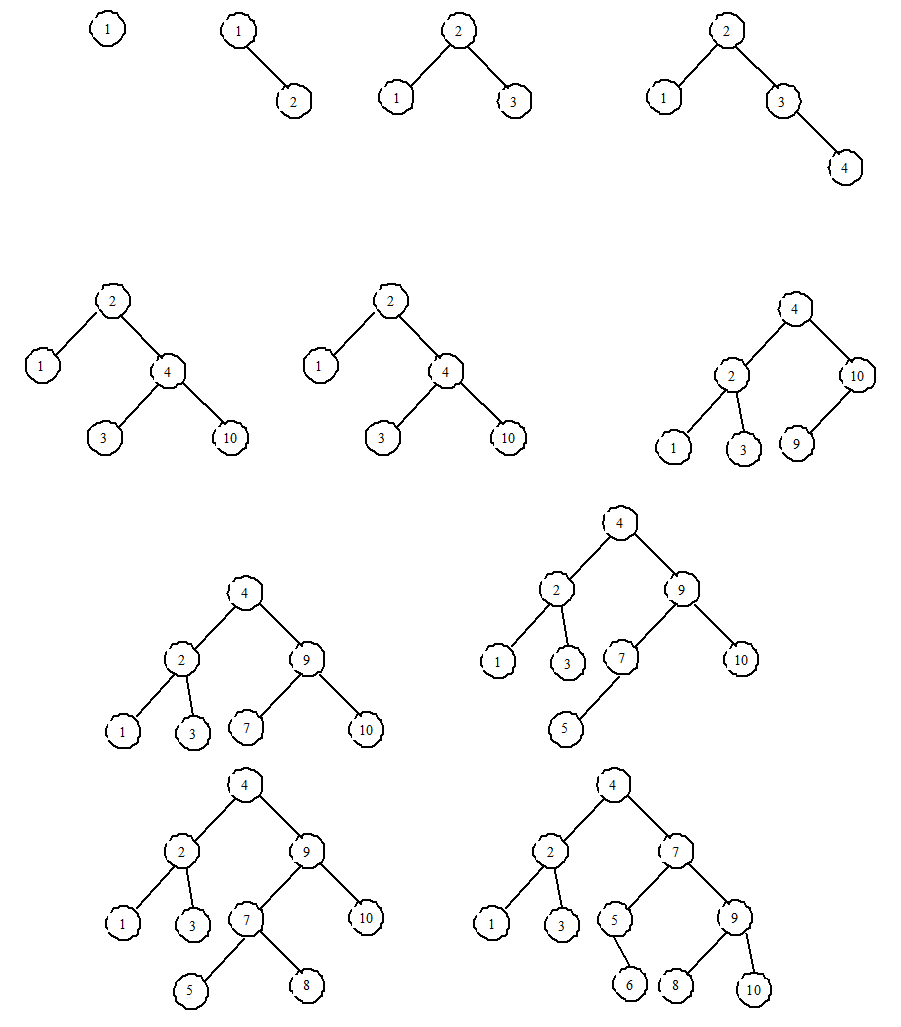 1 1 2 2
1 2 1 3 1 3
4
2 2 4
1 4 1 4 2 10
3 10 3 10 1 3 9
4
4 2 9
2 9 1 3 7 10
1 3 7 10 5
4 4
2 9 2 7
1 3 7 10 1 3 5 9
5 8 6 8 10